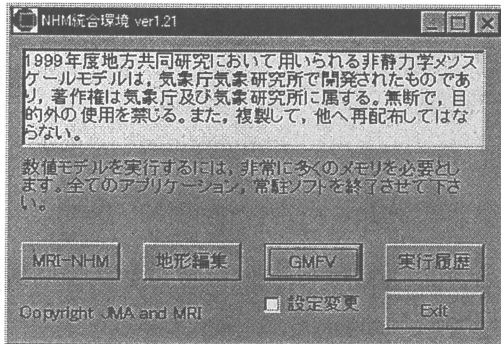 NHM統合環境 ver1.21
1999年度地方共同研究において用いられる非静力学メソス
ケールモデルは，気象庁気象研究所で開発されたものであ
り，著作権は気象庁及び気象研究所に属する。無断で，目
的外の使用を禁じる。また，複製して，他へ再配布してはな
らない。
数値モデルを実行するには，非常に多くのメモリを必要とし
ます。全てのアプリケーション，常駐ソフトを終了させて下さ
い。
MRI-NHM
地形編集
GMFV
実行履歴
Copyright JMA and MRI
設定変更
Exit